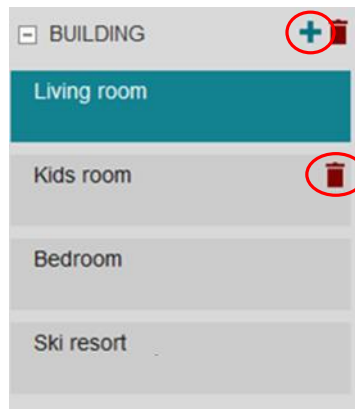 BUILDING
Living room
Kids room
Bedroom
Ski resort